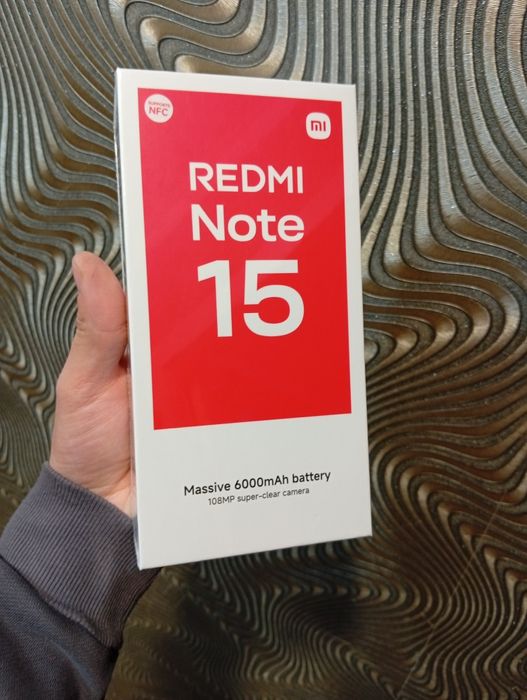 SUPPORTS
NFC
mi
REDMI
Note
15
Massive 6000mAh battery
108MP super-clear camera